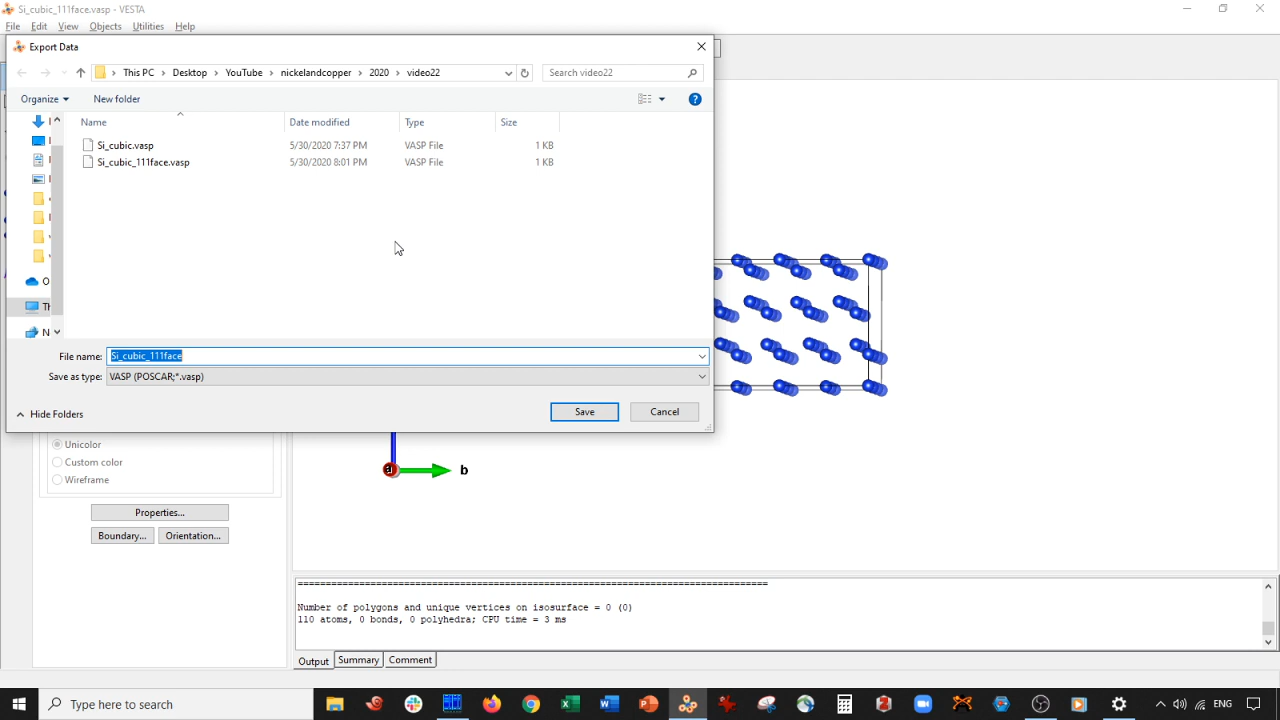 Si_cubic_111face.vasp - VESTA
File Edit View Objects Utilities Help
Export Data
This PC Desktop YouTube nickelandcopper 2020 video22
Search video22
Organize New folder
Name Date modified Type Size
Si_cubic.vasp 5/30/2020 7:37 PM VASP File 1 KB
Si_cubic_111face.vasp 5/30/2020 8:01 PM VASP File 1 KB
File name: Si_cubic_111face
Save as type: VASP (POSCAR;*.vasp)
Hide Folders Save Cancel
Unicolor
Custom color
Wireframe
a b
Properties...
Boundary... Orientation...
================================================================================
Number of polygons and unique vertices on isosurface = 0 (0)
110 atoms, 0 bonds, 0 polyhedra; CPU time = 3 ms
Output Summary Comment
Type here to search
ENG